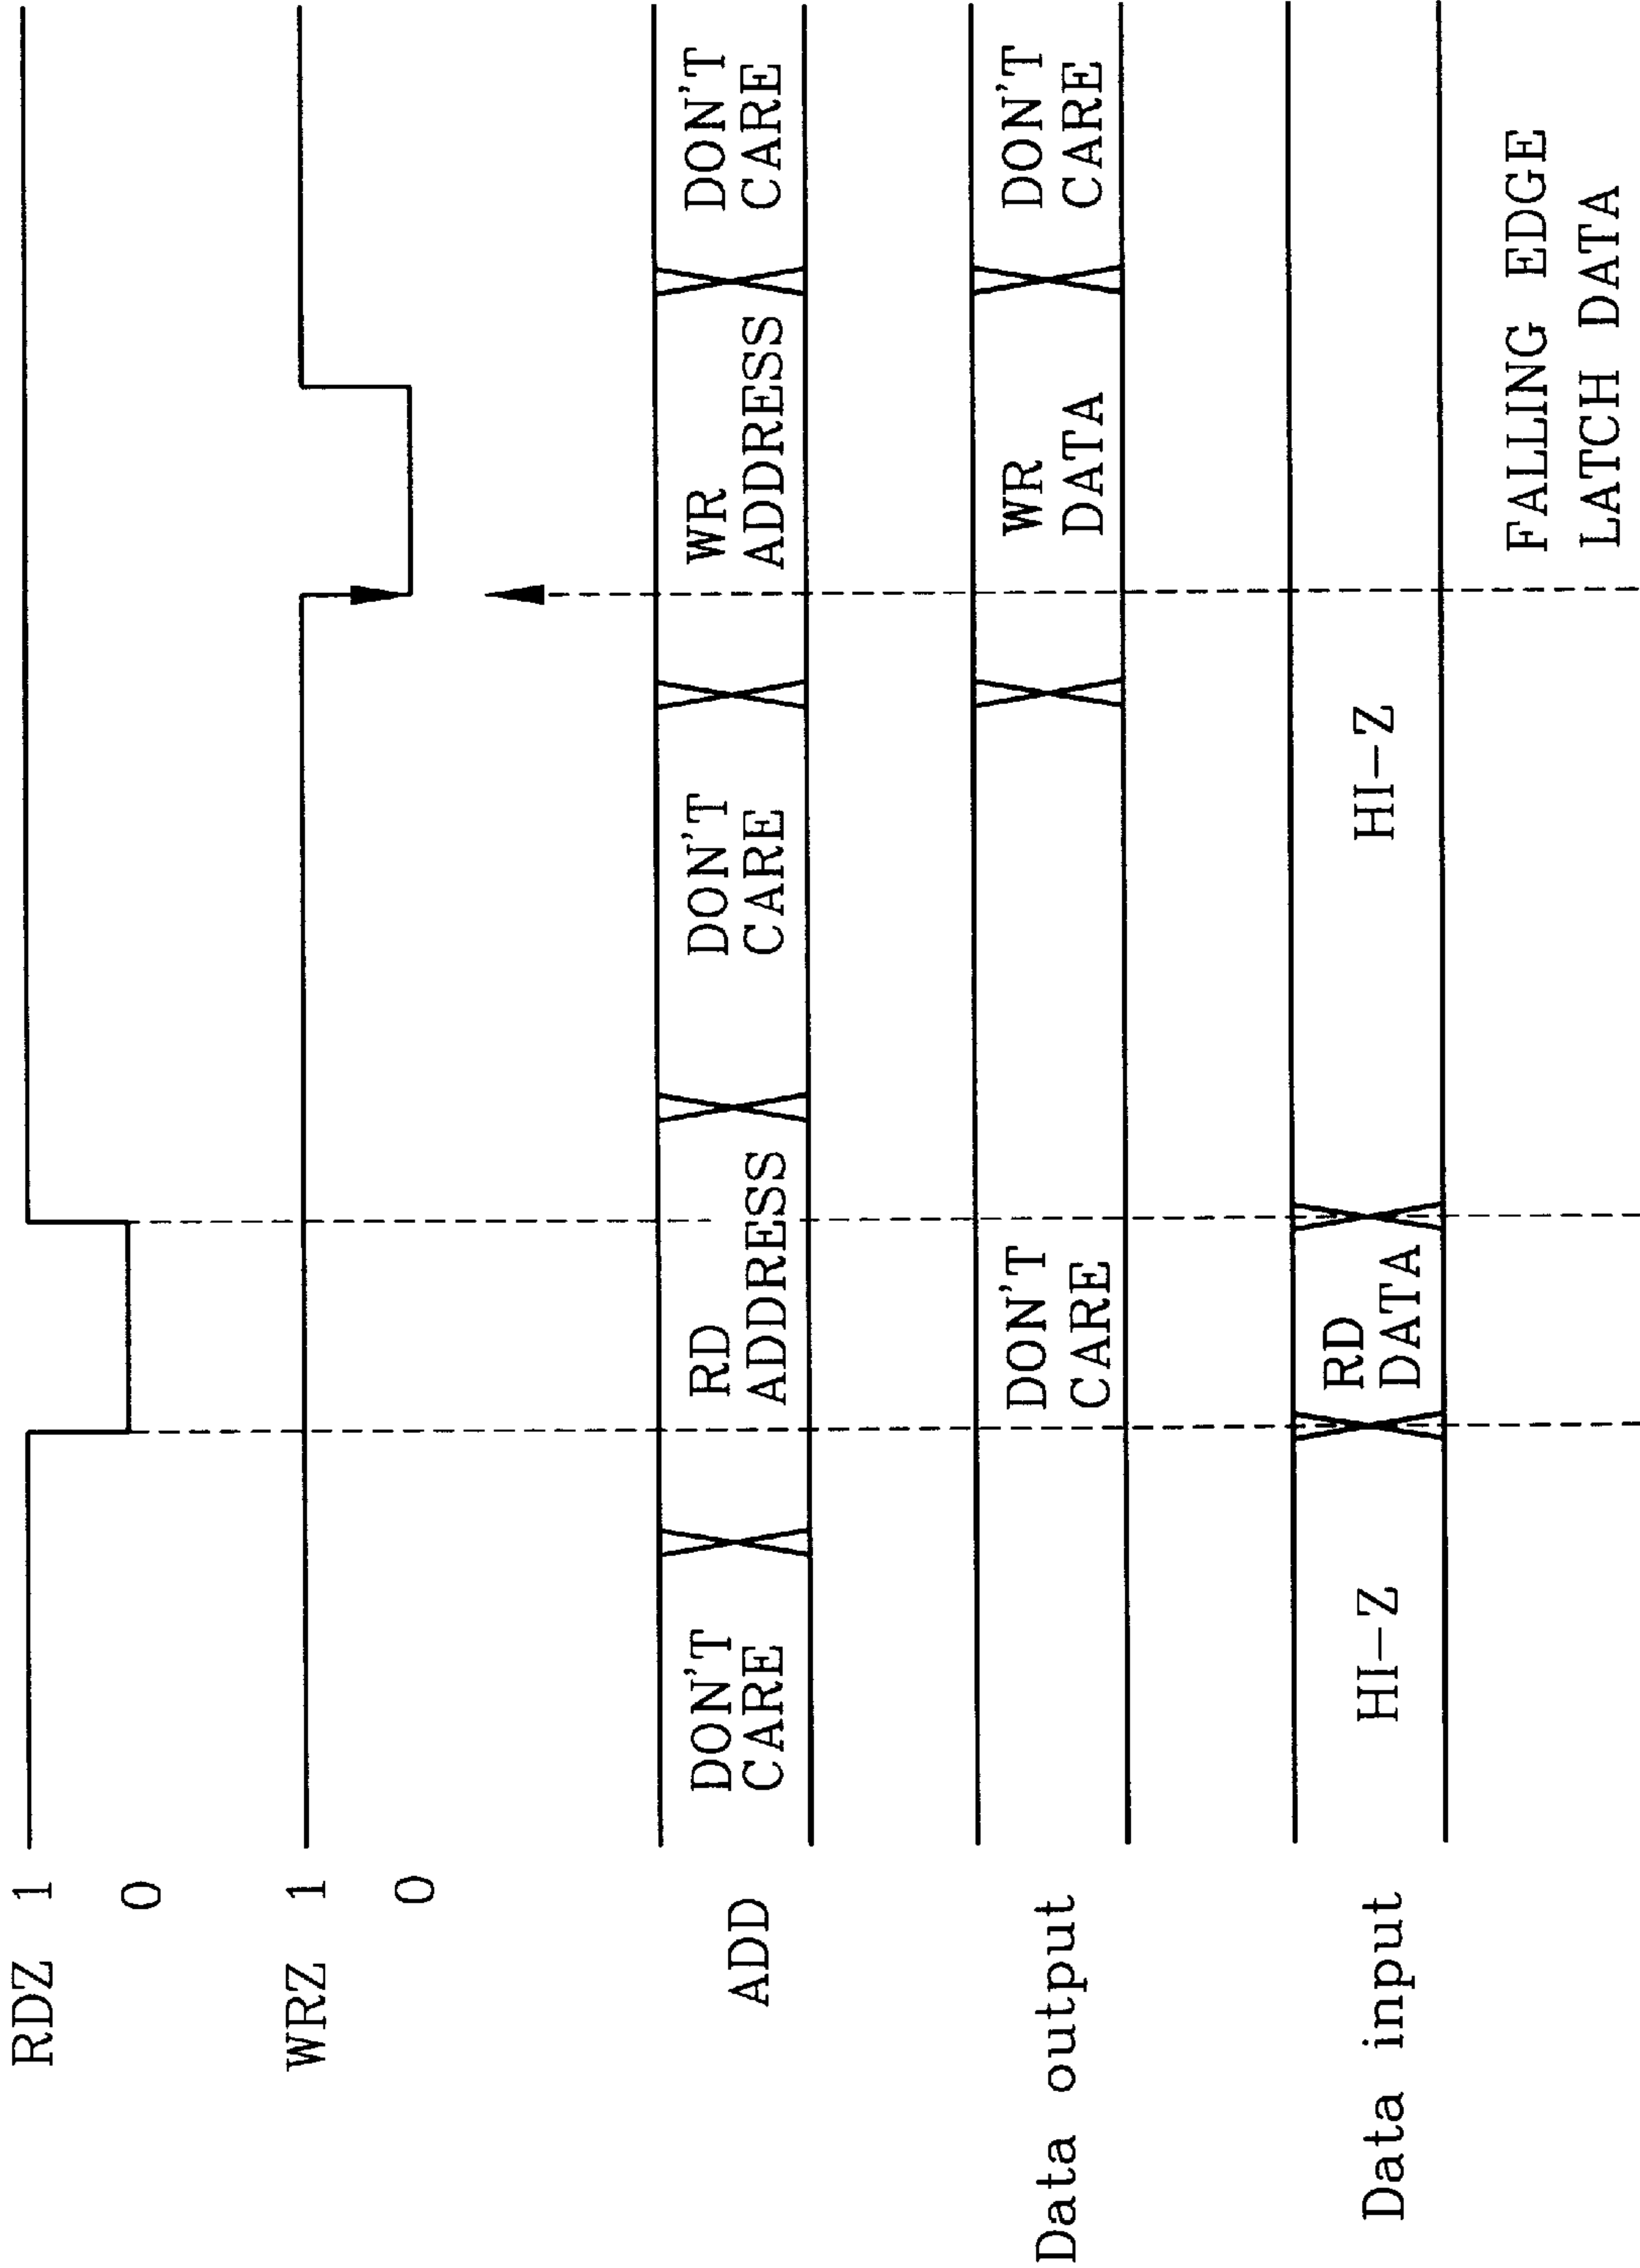 RDZ 1
0
WRZ 1
0
ADD
DON'T
CARE
RD
ADDRESS
DON'T
CARE
WR
ADDRESS
DON'T
CARE
Data output
DON'T
CARE
WR
DATA
DON'T
CARE
Data input
HI-Z
RD
DATA
HI-Z
FALLING EDGE
LATCH DATA